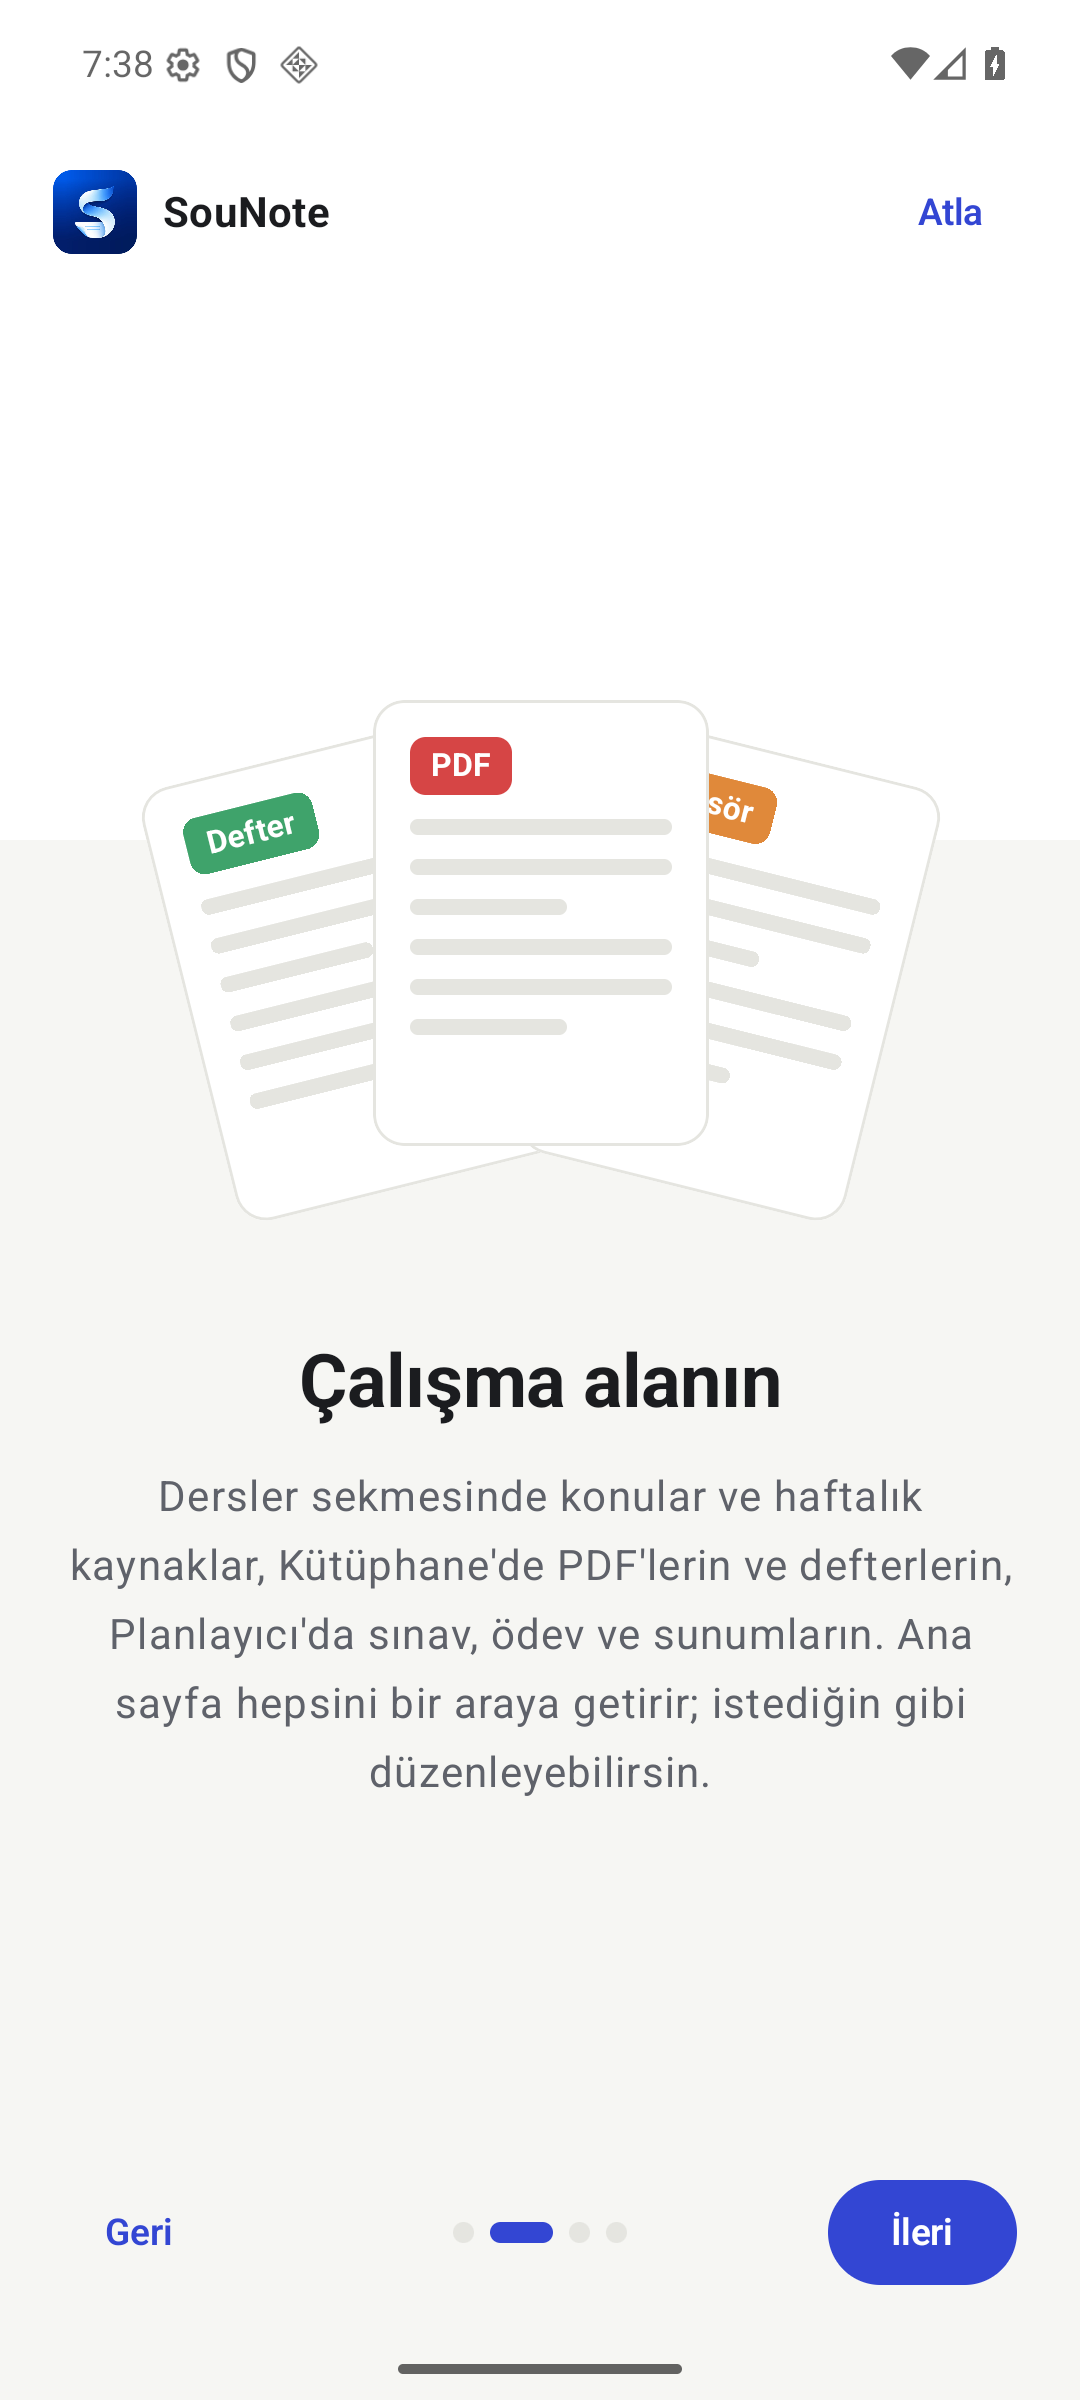 7:38
SouNote
Atla
PDF
Defter
sör
Çalışma alanın
Dersler sekmesinde konular ve haftalık
kaynaklar, Kütüphane'de PDF'lerin ve defterlerin,
Planlayıcı'da sınav, ödev ve sunumların. Ana
sayfa hepsini bir araya getirir; istediğin gibi
düzenleyebilirsin.
Geri
İleri